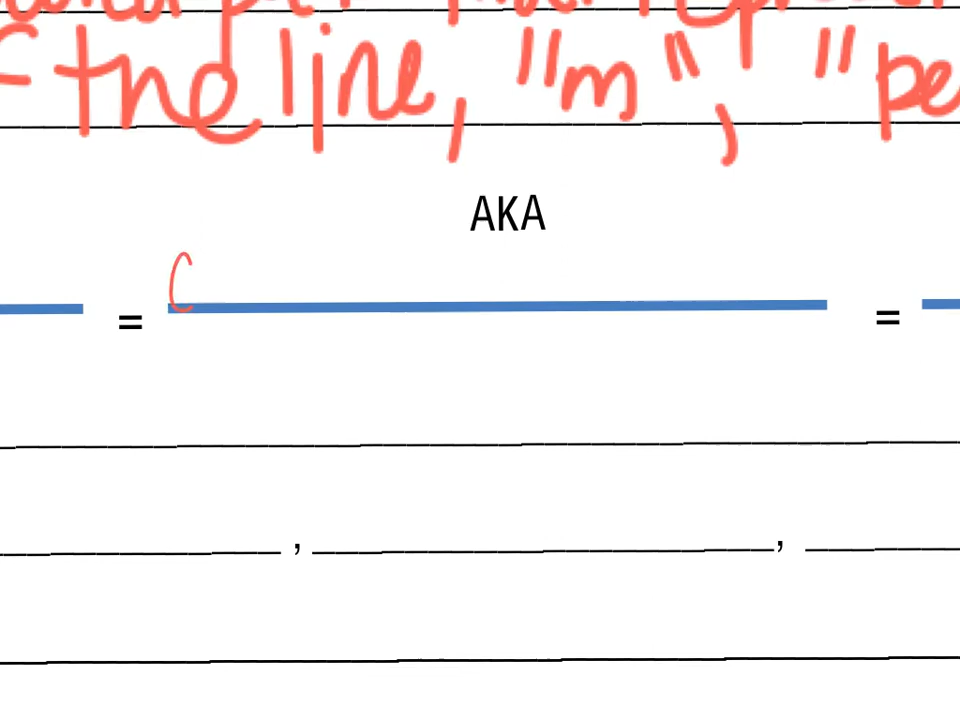 the line, "m", "pe
AKA
= C =
, ,